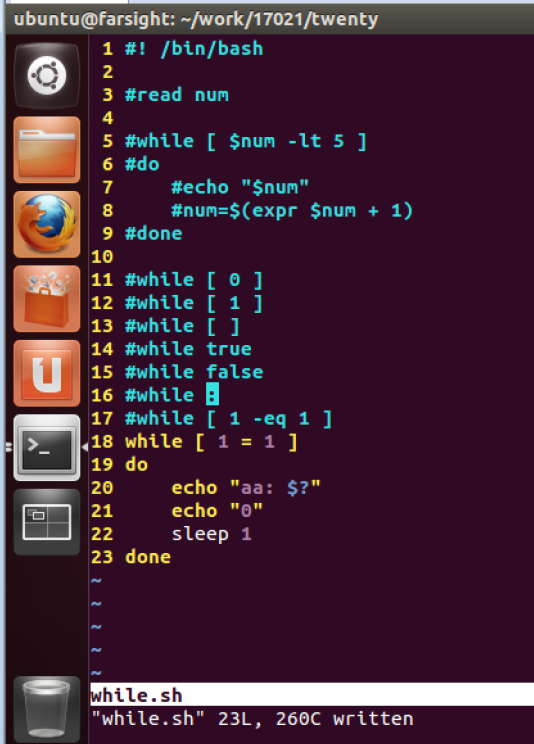 ubuntu@farsight: ~/work/17021/twenty
1 #! /bin/bash
2
3 #read num
4
5 #while [ $num -lt 5 ]
6 #do
7     #echo "$num"
8     #num=$(expr $num + 1)
9 #done
10
11 #while [ 0 ]
12 #while [ 1 ]
13 #while [ ]
14 #while true
15 #while false
16 #while :
17 #while [ 1 -eq 1 ]
18 while [ 1 = 1 ]
19 do
20     echo "aa: $?"
21     echo "0"
22     sleep 1
23 done
~
~
~
~
~
while.sh
"while.sh" 23L, 260C written